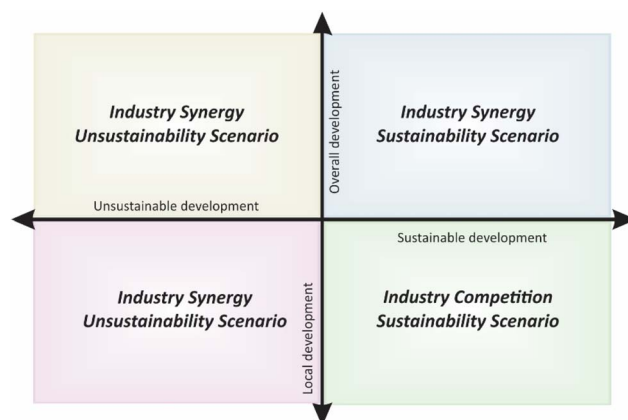 Industry Synergy
Unsustainability Scenario
Overall development
Industry Synergy
Sustainability Scenario
Unsustainable development
Sustainable development
Industry Synergy
Unsustainability Scenario
Local development
Industry Competition
Sustainability Scenario